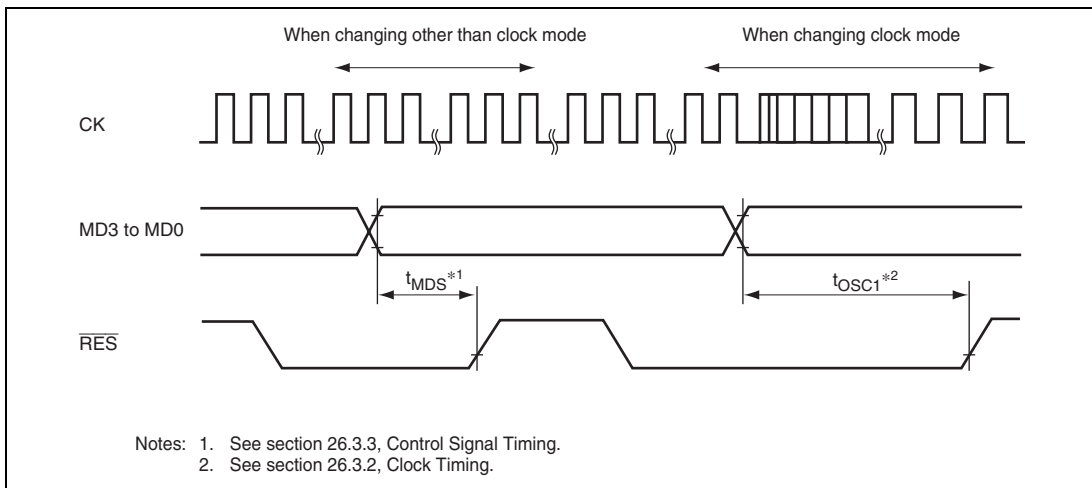 When changing other than clock mode When changing clock mode
CK
MD3 to MD0
tMDS*1 tOSC1*2
RES
Notes: 1. See section 26.3.3, Control Signal Timing.
2. See section 26.3.2, Clock Timing.